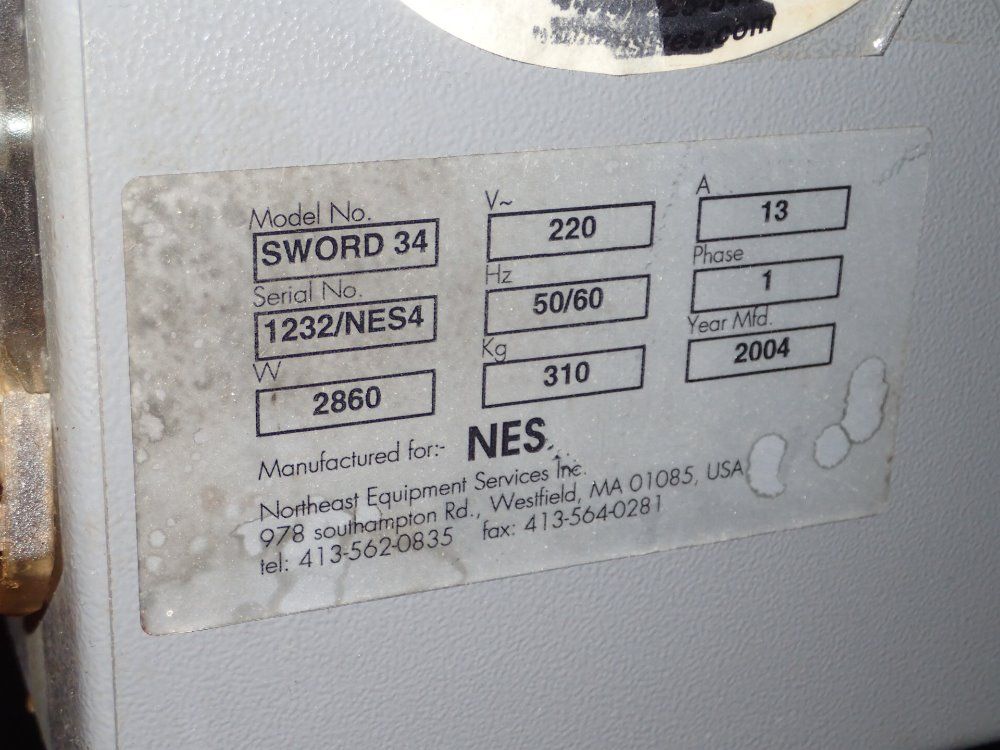 es.com
Model No.
SWORD 34
V~
220
A
13
Serial No.
1232/NES4
Hz
50/60
Phase
1
W
2860
Kg
310
Year Mfd.
2004
Manufactured for:- NES
Northeast Equipment Services Inc.
978 southampton Rd., Westfield, MA 01085, USA
tel: 413-562-0835 fax: 413-564-0281